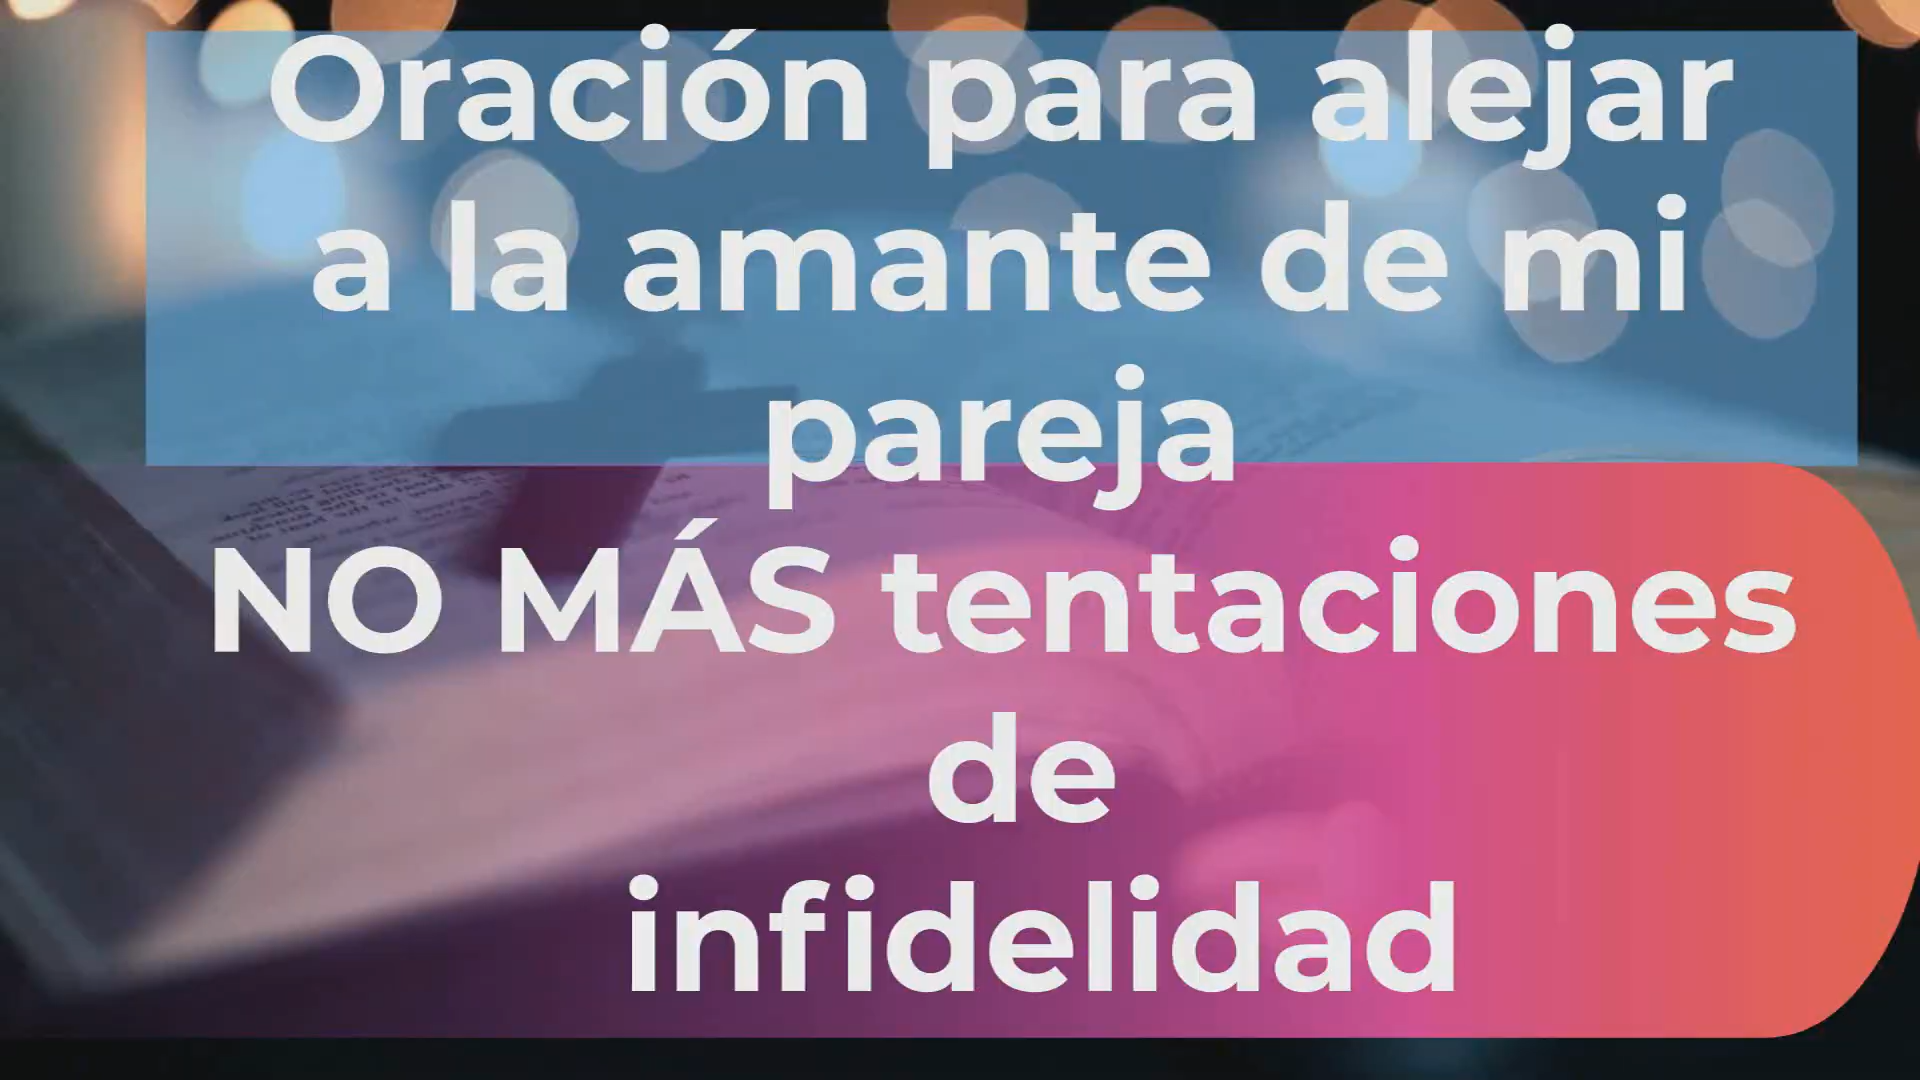 Oración para alejar
a la amante de mi
pareja
NO MÁS tentaciones
de
infidelidad